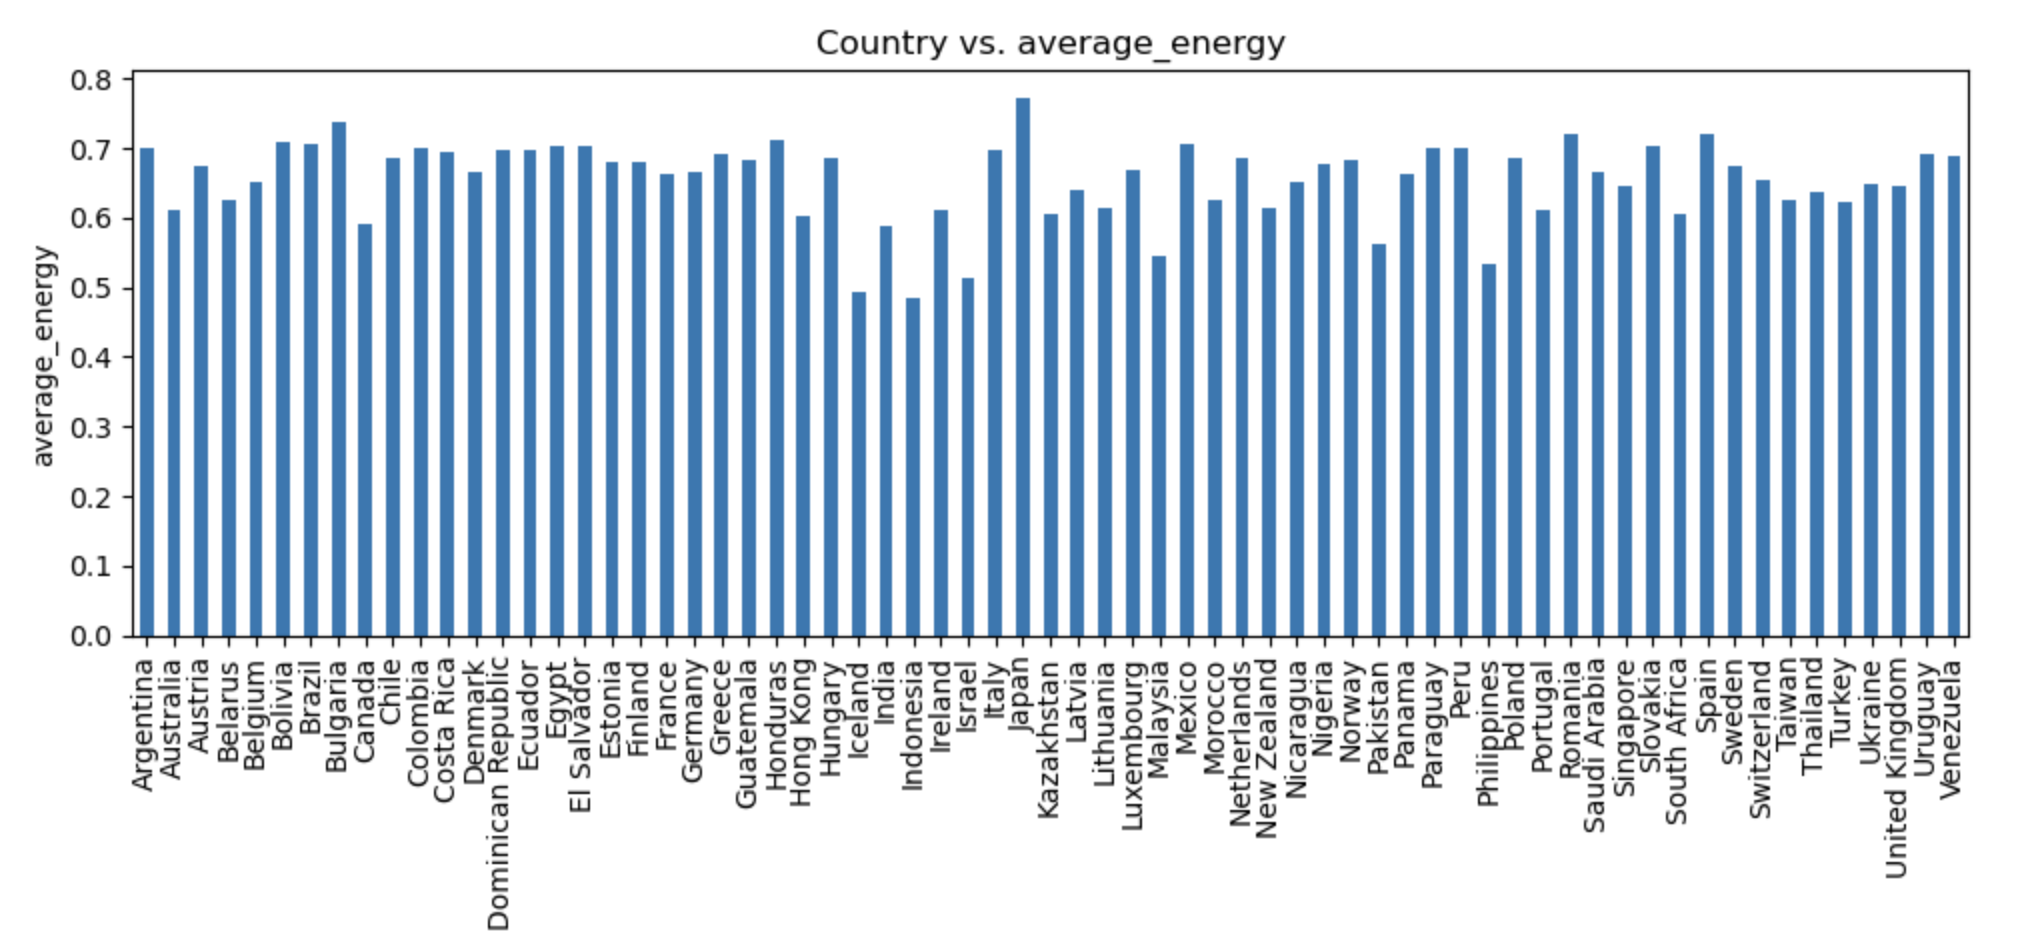 Country vs. average_energy
average_energy
0.8
0.7
0.6
0.5
0.4
0.3
0.2
0.1
0.0
Argentina
Australia
Austria
Belarus
Belgium
Bolivia
Brazil
Bulgaria
Canada
Chile
Colombia
Costa Rica
Denmark
Dominican Republic
Ecuador
Egypt
El Salvador
Estonia
Finland
France
Germany
Greece
Guatemala
Honduras
Hong Kong
Hungary
Iceland
India
Indonesia
Ireland
Israel
Italy
Japan
Kazakhstan
Latvia
Lithuania
Luxembourg
Malaysia
Mexico
Morocco
Netherlands
New Zealand
Nicaragua
Nigeria
Norway
Pakistan
Panama
Paraguay
Peru
Philippines
Poland
Portugal
Romania
Saudi Arabia
Singapore
Slovakia
South Africa
Spain
Sweden
Switzerland
Taiwan
Thailand
Turkey
Ukraine
United Kingdom
Uruguay
Venezuela